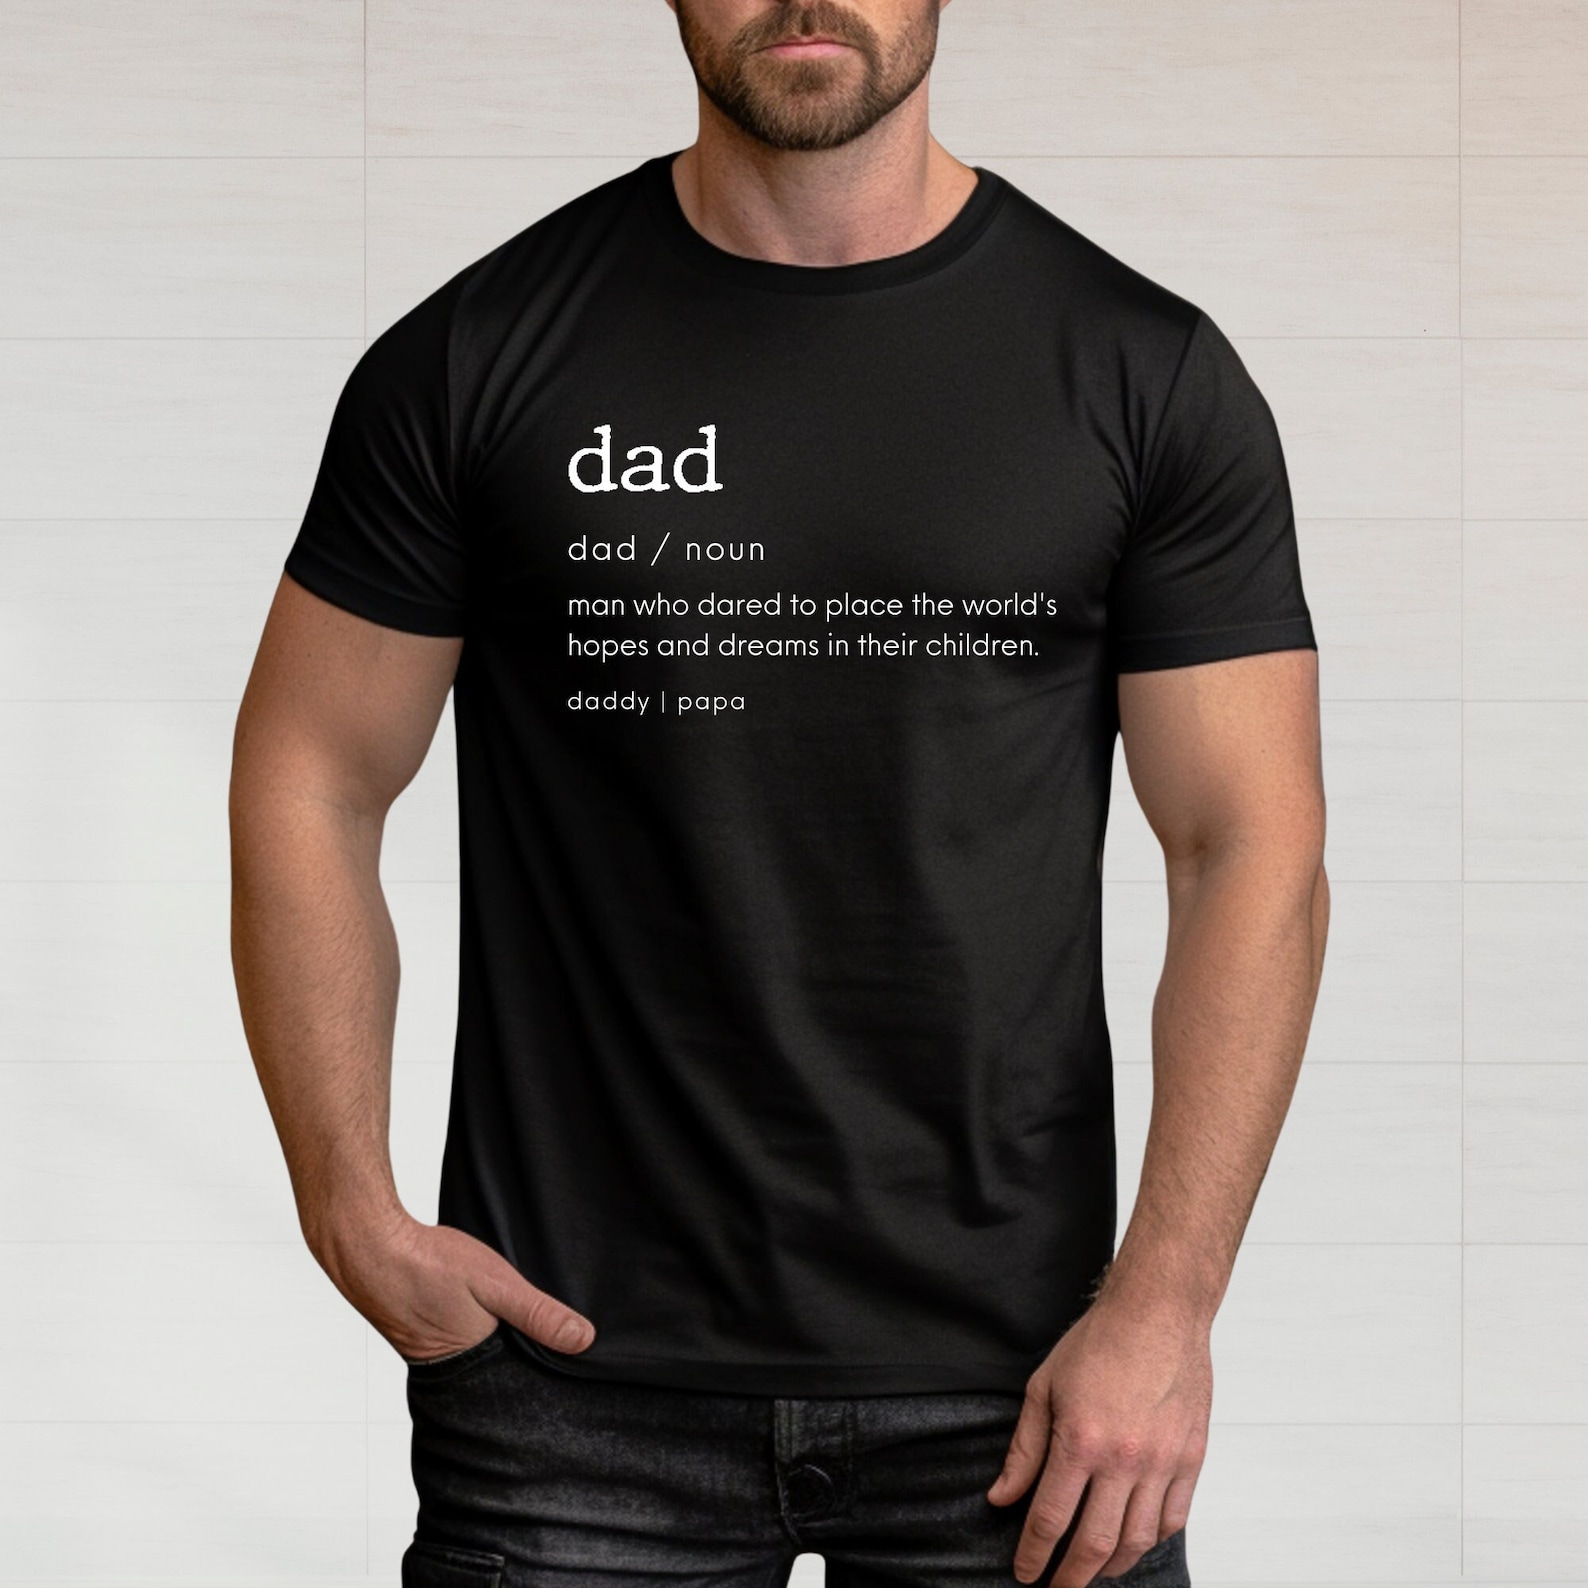 dad
dad / noun
man who dared to place the world's
hopes and dreams in their children.
daddy | papa